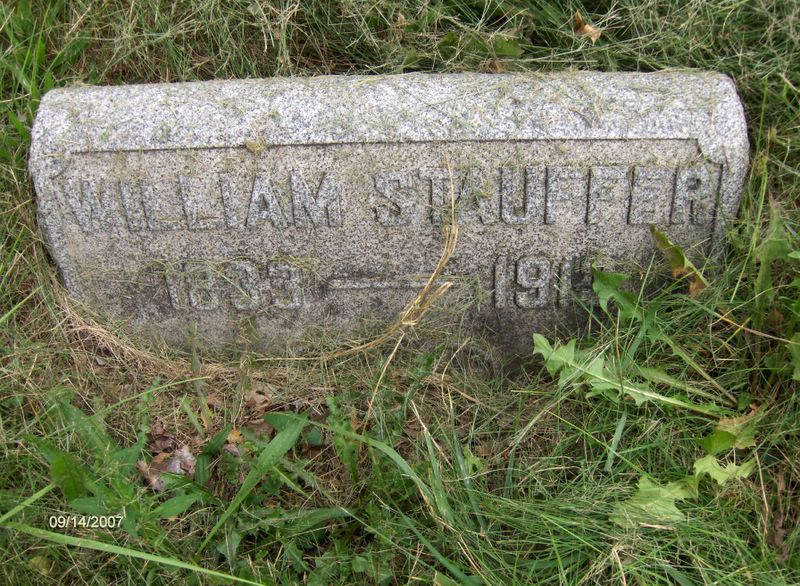 WILLIAM STAUFFER
1833 —
09/14/2007